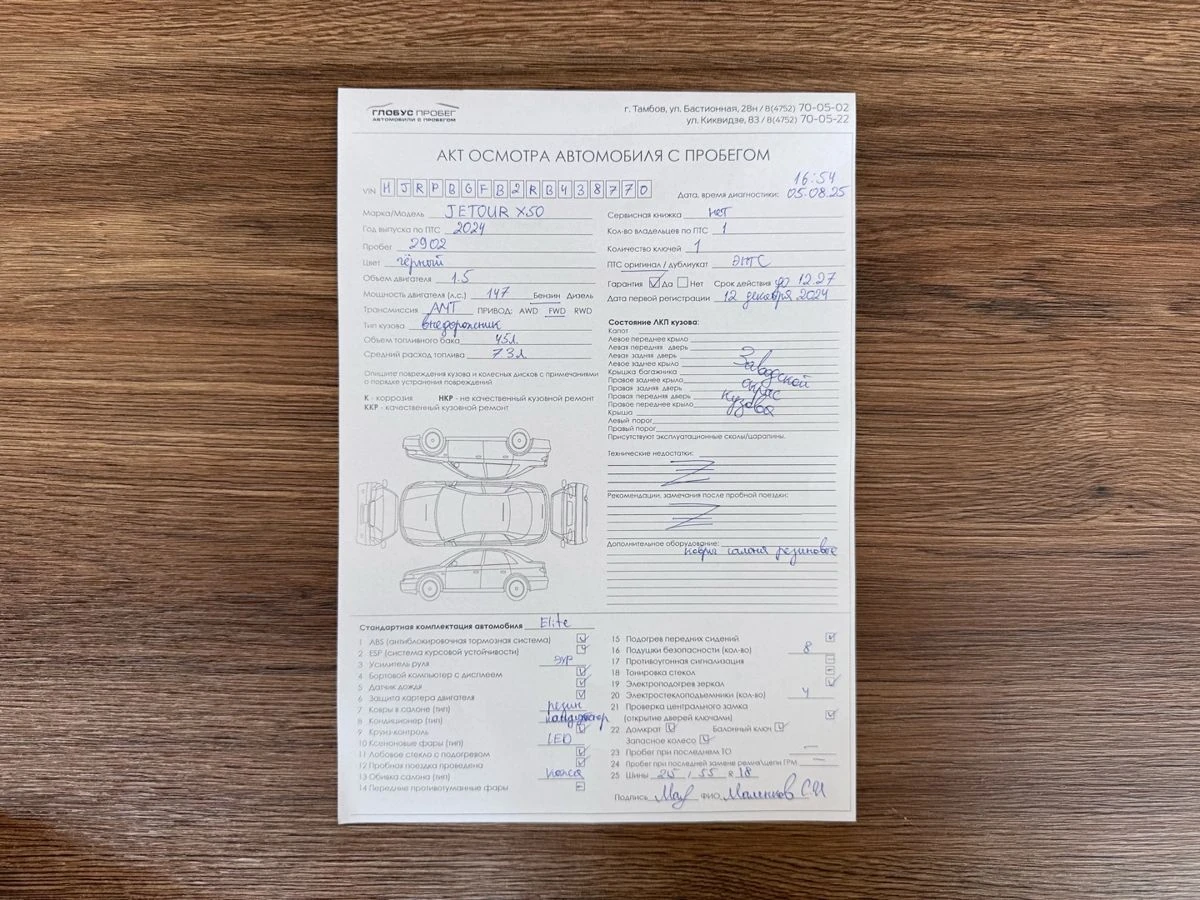 ГЛОБУС ПРОБЕГ
АВТОМОБИЛИ С ПРОБЕГОМ
г. Тамбов, ул. Бастионная, 28н / 8(4752) 70-05-02
ул. Киквидзе, 83 / 8(4752) 70-05-22
АКТ ОСМОТРА АВТОМОБИЛЯ С ПРОБЕГОМ
VIN HJRPBGFB2RB438770
Дата, время диагностики: 16:54 05.08.25
Марка/Модель JETOUR X50
Год выпуска по ПТС 2024
Пробег 2902
Цвет чёрный
Объем двигателя 1.5
Мощность двигателя (л.с.) 147 Бензин Дизель
Трансмиссия АМТ ПРИВОД: AWD FWD RWD
Тип кузова внедорожник
Объем топливного бака 45л
Средний расход топлива 7.3л
Опишите повреждения кузова и колесных дисков с примечаниями
о порядке устранения повреждений
К - коррозия НКР - не качественный кузовной ремонт
ККР - качественный кузовной ремонт
Сервисная книжка нет
Кол-во владельцев по ПТС 1
Количество ключей 1
ПТС оригинал / дубликат ЭПТС
Гарантия Да Нет Срок действия до 12.27
Дата первой регистрации 12 декабря 2024
Состояние ЛКП кузова:
Капот
Левое переднее крыло
Левая передняя дверь
Левая задняя дверь
Левое заднее крыло
Крышка багажника
Правое заднее крыло
Правая задняя дверь
Правая передняя дверь
Правое переднее крыло
Крыша
Левый порог
Правый порог
Заводской
окрас
кузова
Присутствуют эксплуатационные сколы/царапины.
Технические недостатки:
Рекомендации, замечания после пробной поездки:
Дополнительное оборудование:
ковры салона резиновые
Стандартная комплектация автомобиля Elite
1 ABS (антиблокировочная тормозная система)
2 ESP (система курсовой устойчивости)
3 Усилитель руля ЭУР
4 Бортовой компьютер с дисплеем
5 Датчик дождя
6 Защита картера двигателя
7 Ковры в салоне (тип) резин
8 Кондиционер (тип) кондиционер
9 Круиз-контроль
10 Ксеноновые фары (тип) LED
11 Лобовое стекло с подогревом
12 Пробная поездка проведена
13 Обивка салона (тип) кожа
14 Передние противотуманные фары
15 Подогрев передних сидений
16 Подушки безопасности (кол-во) 8
17 Противоугонная сигнализация
18 Тонировка стекол
19 Электроподогрев зеркал
20 Электростеклоподъемники (кол-во) 4
21 Проверка центрального замка
(открытие дверей ключами)
22 Домкрат Балонный ключ
Запасное колесо
23 Пробег при последнем ТО —
24 Пробег при последней замене ремня/цепи ГРМ —
25 Шины 215 / 55 R 18
Подпись ФИО Маленков С.И